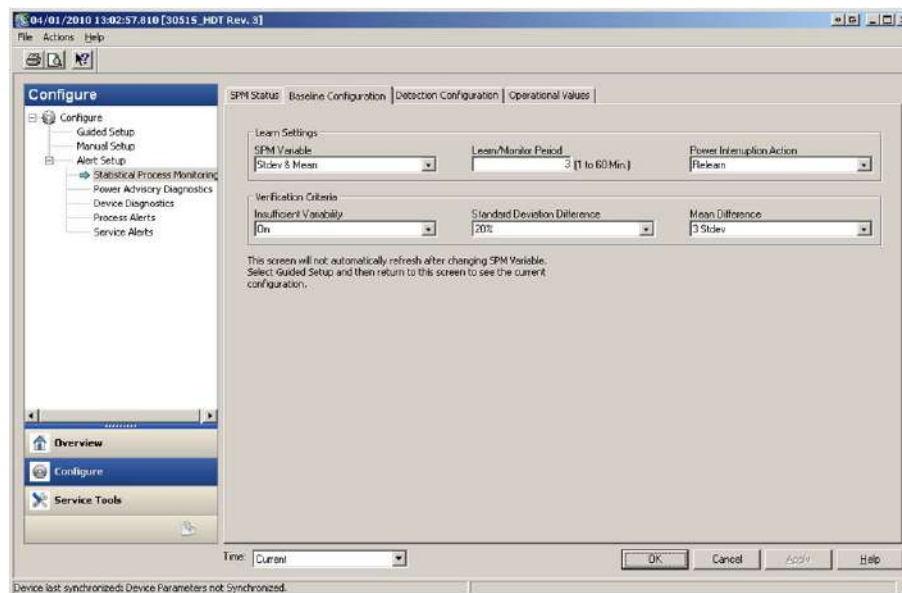 04/01/2010 13:02:57.810 [3051S_HDT Rev. 3]
File Actions Help
Configure
Configure
Guided Setup
Manual Setup
Alert Setup
Statistical Process Monitoring
Power Advisory Diagnostics
Device Diagnostics
Process Alerts
Service Alerts
Overview
Configure
Service Tools
SPM Status Baseline Configuration Detection Configuration Operational Values
Learn Settings
SPM Variable Learn/Monitor Period Power Interruption Action
Stdev & Mean 3 (1 to 60 Min.) Relearn
Verification Criteria
Insufficient Variability Standard Deviation Difference Mean Difference
On 20% 3 Stdev
This screen will not automatically refresh after changing SPM Variable.
Select Guided Setup and then return to this screen to see the current
configuration.
Time: Current OK Cancel Apply Help
Device last synchronized: Device Parameters not Synchronized.